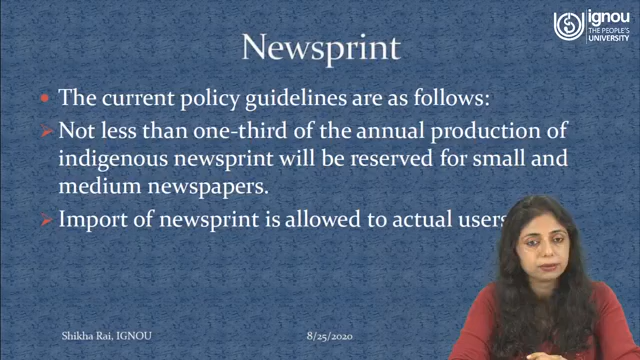 ignou
THE PEOPLE'S
UNIVERSITY
Newsprint
The current policy guidelines are as follows:
Not less than one-third of the annual production of
indigenous newsprint will be reserved for small and
medium newspapers.
Import of newsprint is allowed to actual users
Shikha Rai, IGNOU
8/25/2020